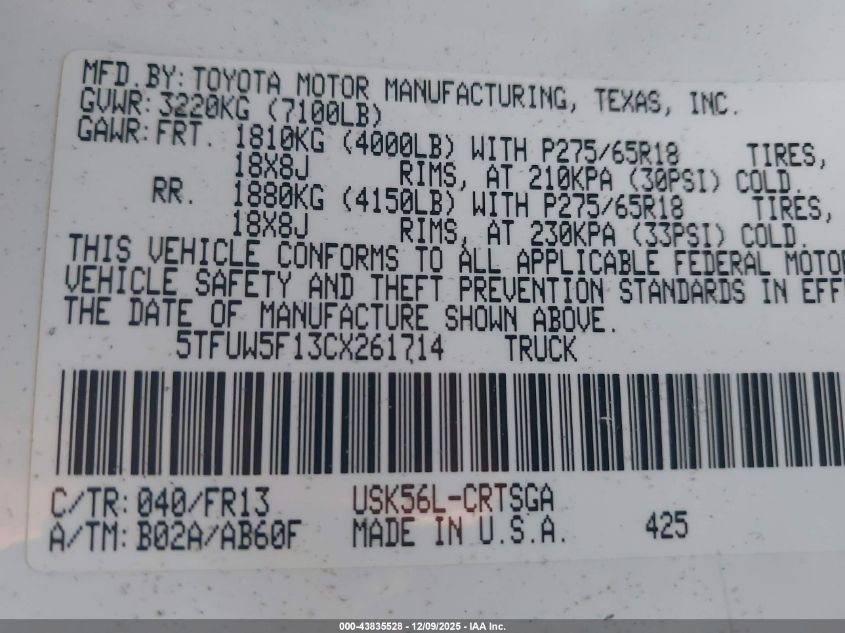 MFD.BY: TOYOTA MOTOR MANUFACTURING, TEXAS, INC.
GVWR: 3220KG (7100LB)
GAWR: FRT. 1810KG (4000LB) WITH P275/65R18 TIRES,
18X8J RIMS, AT 210KPA (30PSI) COLD.
RR. 1880KG (4150LB) WITH P275/65R18 TIRES,
18X8J RIMS, AT 230KPA (33PSI) COLD.
THIS VEHICLE CONFORMS TO ALL APPLICABLE FEDERAL MOTOR
VEHICLE SAFETY AND THEFT PREVENTION STANDARDS IN EFF
THE DATE OF MANUFACTURE SHOWN ABOVE.
5TFUW5F13CX261714 TRUCK
C/TR: 040/FR13 USK56L-CRTSGA
A/TM: B02A/AB60F MADE IN U.S.A. 425
000-43835528 - 12/09/2025 - IAA Inc.